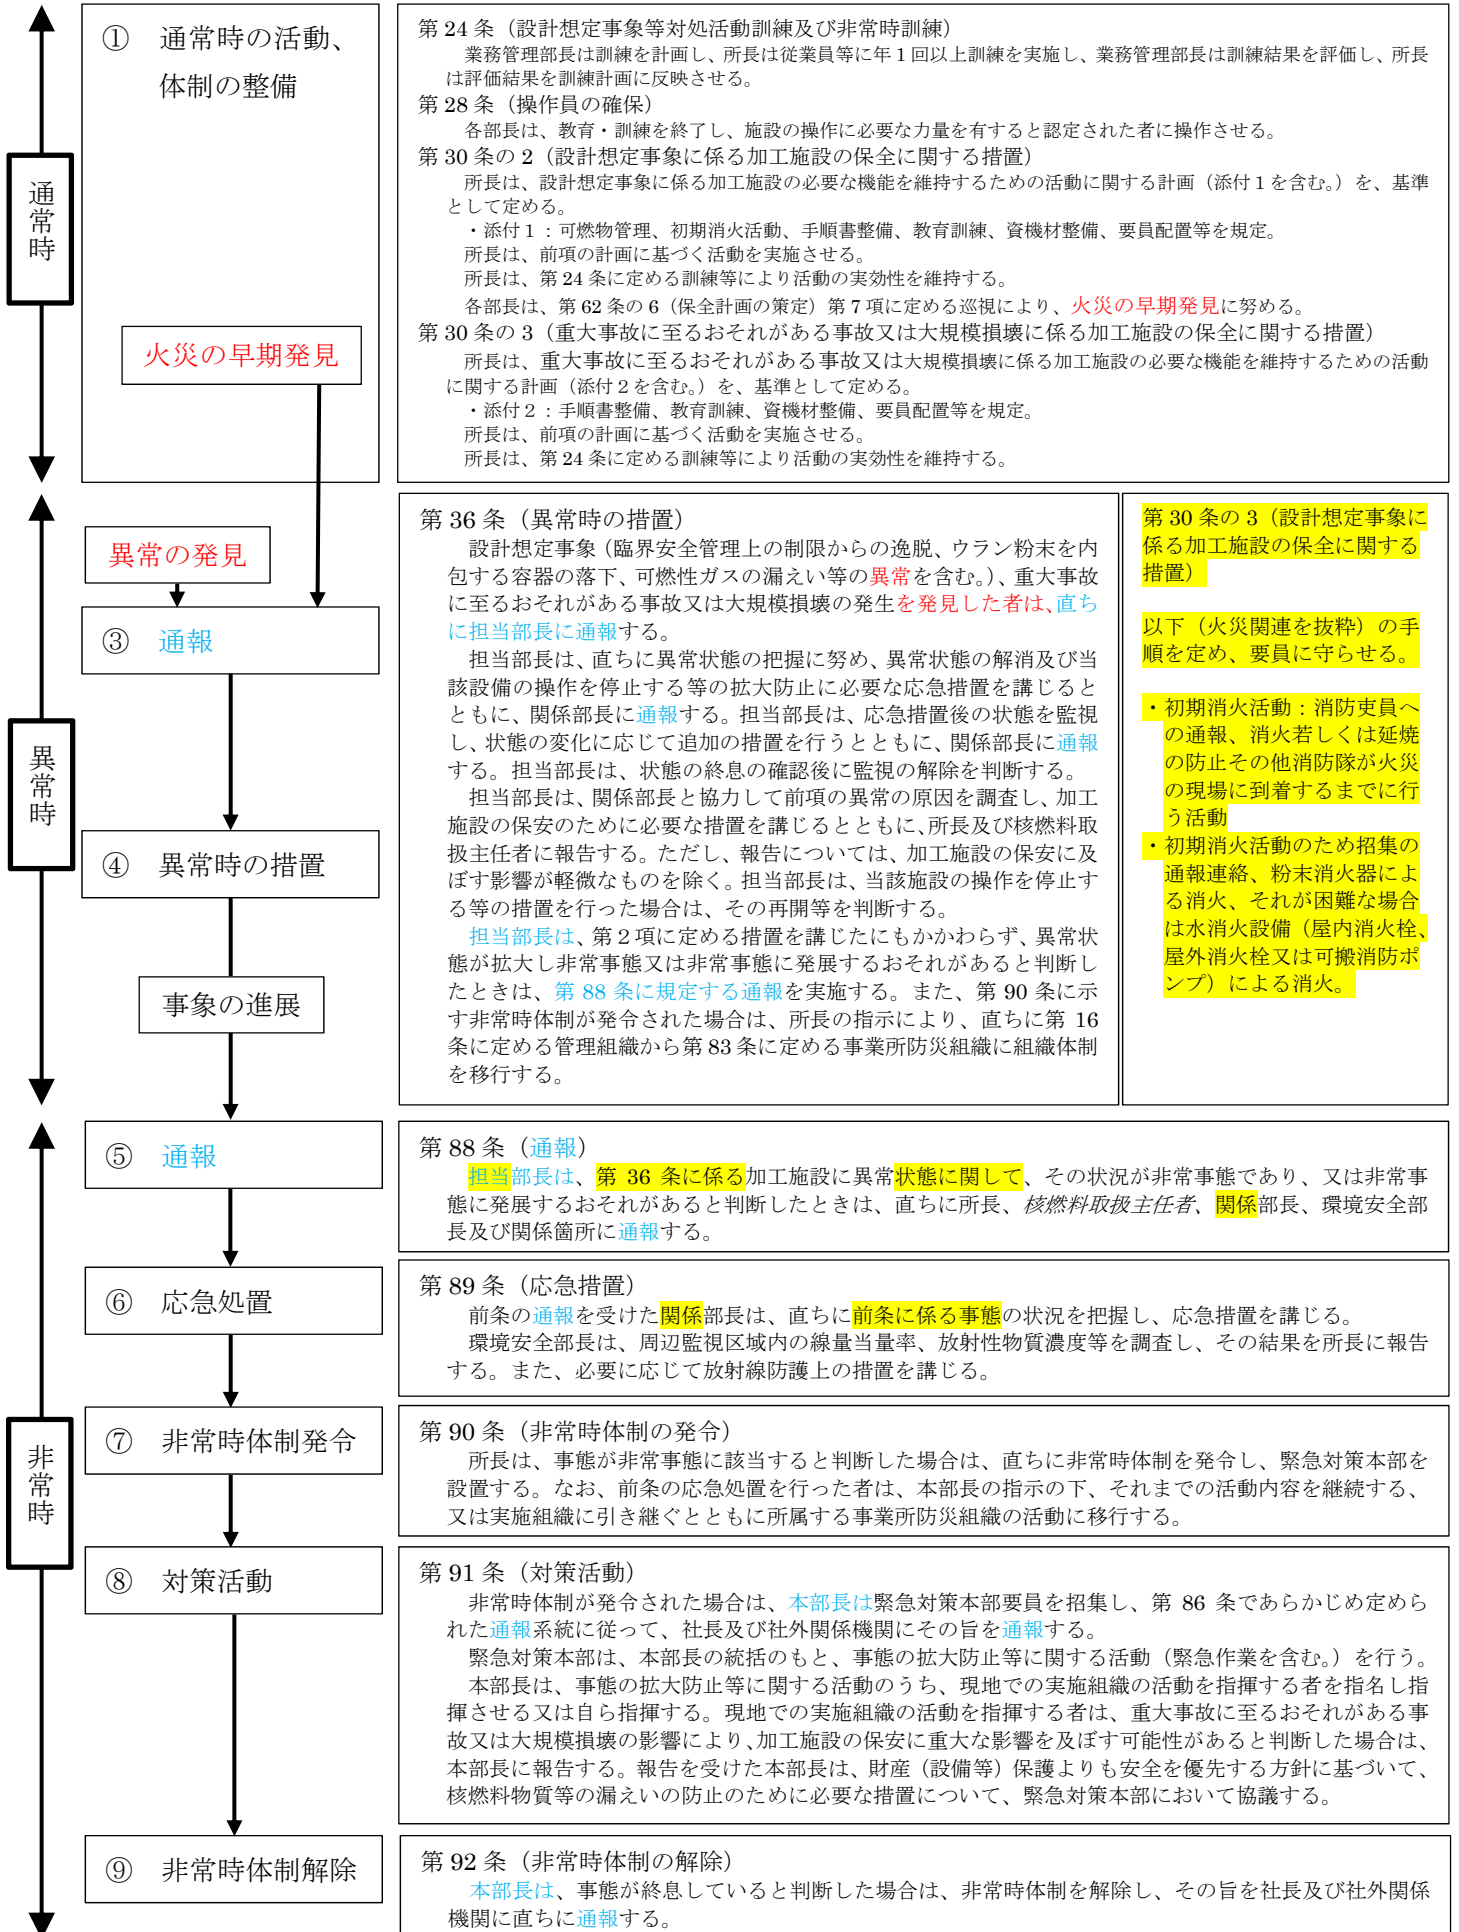 通常時
① 通常時の活動、
体制の整備
火災の早期発見
第 24 条（設計想定事象等対処活動訓練及び非常時訓練）
業務管理部長は訓練を計画し、所長は従業員等に年 1 回以上訓練を実施し、業務管理部長は訓練結果を評価し、所長
は評価結果を訓練計画に反映させる。
第 28 条（操作員の確保）
各部長は、教育・訓練を終了し、施設の操作に必要な力量を有すると認定された者に操作させる。
第 30 条の 2（設計想定事象に係る加工施設の保全に関する措置）
所長は、設計想定事象に係る加工施設の必要な機能を維持するための活動に関する計画（添付１を含む。）を、基準
として定める。
・添付１：可燃物管理、初期消火活動、手順書整備、教育訓練、資機材整備、要員配置等を規定。
所長は、前項の計画に基づく活動を実施させる。
所長は、第 24 条に定める訓練等により活動の実効性を維持する。
各部長は、第 62 条の 6（保全計画の策定）第 7 項に定める巡視により、火災の早期発見に努める。
第 30 条の 3（重大事故に至るおそれがある事故又は大規模損壊に係る加工施設の保全に関する措置）
所長は、重大事故に至るおそれがある事故又は大規模損壊に係る加工施設の必要な機能を維持するための活動
に関する計画（添付２を含む。）を、基準として定める。
・添付２：手順書整備、教育訓練、資機材整備、要員配置等を規定。
所長は、前項の計画に基づく活動を実施させる。
所長は、第 24 条に定める訓練等により活動の実効性を維持する。
異常時
異常の発見
③ 通報
④ 異常時の措置
事象の進展
第 36 条（異常時の措置）
設計想定事象（臨界安全管理上の制限からの逸脱、ウラン粉末を内
包する容器の落下、可燃性ガスの漏えい等の異常を含む。）、重大事故
に至るおそれがある事故又は大規模損壊の発生を発見した者は、直ち
に担当部長に通報する。
担当部長は、直ちに異常状態の把握に努め、異常状態の解消及び当
該設備の操作を停止する等の拡大防止に必要な応急措置を講じると
ともに、関係部長に通報する。担当部長は、応急措置後の状態を監視
し、状態の変化に応じて追加の措置を行うとともに、関係部長に通報
する。担当部長は、状態の終息の確認後に監視の解除を判断する。
担当部長は、関係部長と協力して前項の異常の原因を調査し、加工
施設の保安のために必要な措置を講じるとともに、所長及び核燃料取
扱主任者に報告する。ただし、報告については、加工施設の保安に及
ぼす影響が軽微なものを除く。担当部長は、当該施設の操作を停止す
る等の措置を行った場合は、その再開等を判断する。
担当部長は、第２項に定める措置を講じたにもかかわらず、異常状
態が拡大し非常事態又は非常事態に発展するおそれがあると判断し
たときは、第 88 条に規定する通報を実施する。また、第 90 条に示
す非常時体制が発令された場合は、所長の指示により、直ちに第 16
条に定める管理組織から第 83 条に定める事業所防災組織に組織体制
を移行する。
第 30 条の 3（設計想定事象に
係る加工施設の保全に関する
措置）
以下（火災関連を抜粋）の手
順を定め、要員に守らせる。
・初期消火活動：消防吏員へ
の通報、消火若しくは延焼
の防止その他消防隊が火災
の現場に到着するまでに行
う活動
・初期消火活動のため招集の
通報連絡、粉末消火器によ
る消火、それが困難な場合
は水消火設備（屋内消火栓、
屋外消火栓又は可搬消防ポ
ンプ）による消火。
非常時
⑤ 通報
第 88 条（通報）
担当部長は、第 36 条に係る加工施設に異常状態に関して、その状況が非常事態であり、又は非常事
態に発展するおそれがあると判断したときは、直ちに所長、核燃料取扱主任者、関係部長、環境安全部
長及び関係箇所に通報する。
⑥ 応急処置
第 89 条（応急措置）
前条の通報を受けた関係部長は、直ちに前条に係る事態の状況を把握し、応急措置を講じる。
環境安全部長は、周辺監視区域内の線量当量率、放射性物質濃度等を調査し、その結果を所長に報告
する。また、必要に応じて放射線防護上の措置を講じる。
⑦ 非常時体制発令
第 90 条（非常時体制の発令）
所長は、事態が非常事態に該当すると判断した場合は、直ちに非常時体制を発令し、緊急対策本部を
設置する。なお、前条の応急処置を行った者は、本部長の指示の下、それまでの活動内容を継続する、
又は実施組織に引き継ぐとともに所属する事業所防災組織の活動に移行する。
⑧ 対策活動
第 91 条（対策活動）
非常時体制が発令された場合は、本部長は緊急対策本部要員を招集し、第 86 条であらかじめ定めら
れた通報系統に従って、社長及び社外関係機関にその旨を通報する。
緊急対策本部は、本部長の統括のもと、事態の拡大防止等に関する活動（緊急作業を含む。）を行う。
本部長は、事態の拡大防止等に関する活動のうち、現地での実施組織の活動を指揮する者を指名し指
揮させる又は自ら指揮する。現地での実施組織の活動を指揮する者は、重大事故に至るおそれがある事
故又は大規模損壊の影響により、加工施設の保安に重大な影響を及ぼす可能性があると判断した場合は、
本部長に報告する。報告を受けた本部長は、財産（設備等）保護よりも安全を優先する方針に基づいて、
核燃料物質等の漏えいの防止のために必要な措置について、緊急対策本部において協議する。
⑨ 非常時体制解除
第 92 条（非常時体制の解除）
本部長は、事態が終息していると判断した場合は、非常時体制を解除し、その旨を社長及び社外関係
機関に直ちに通報する。